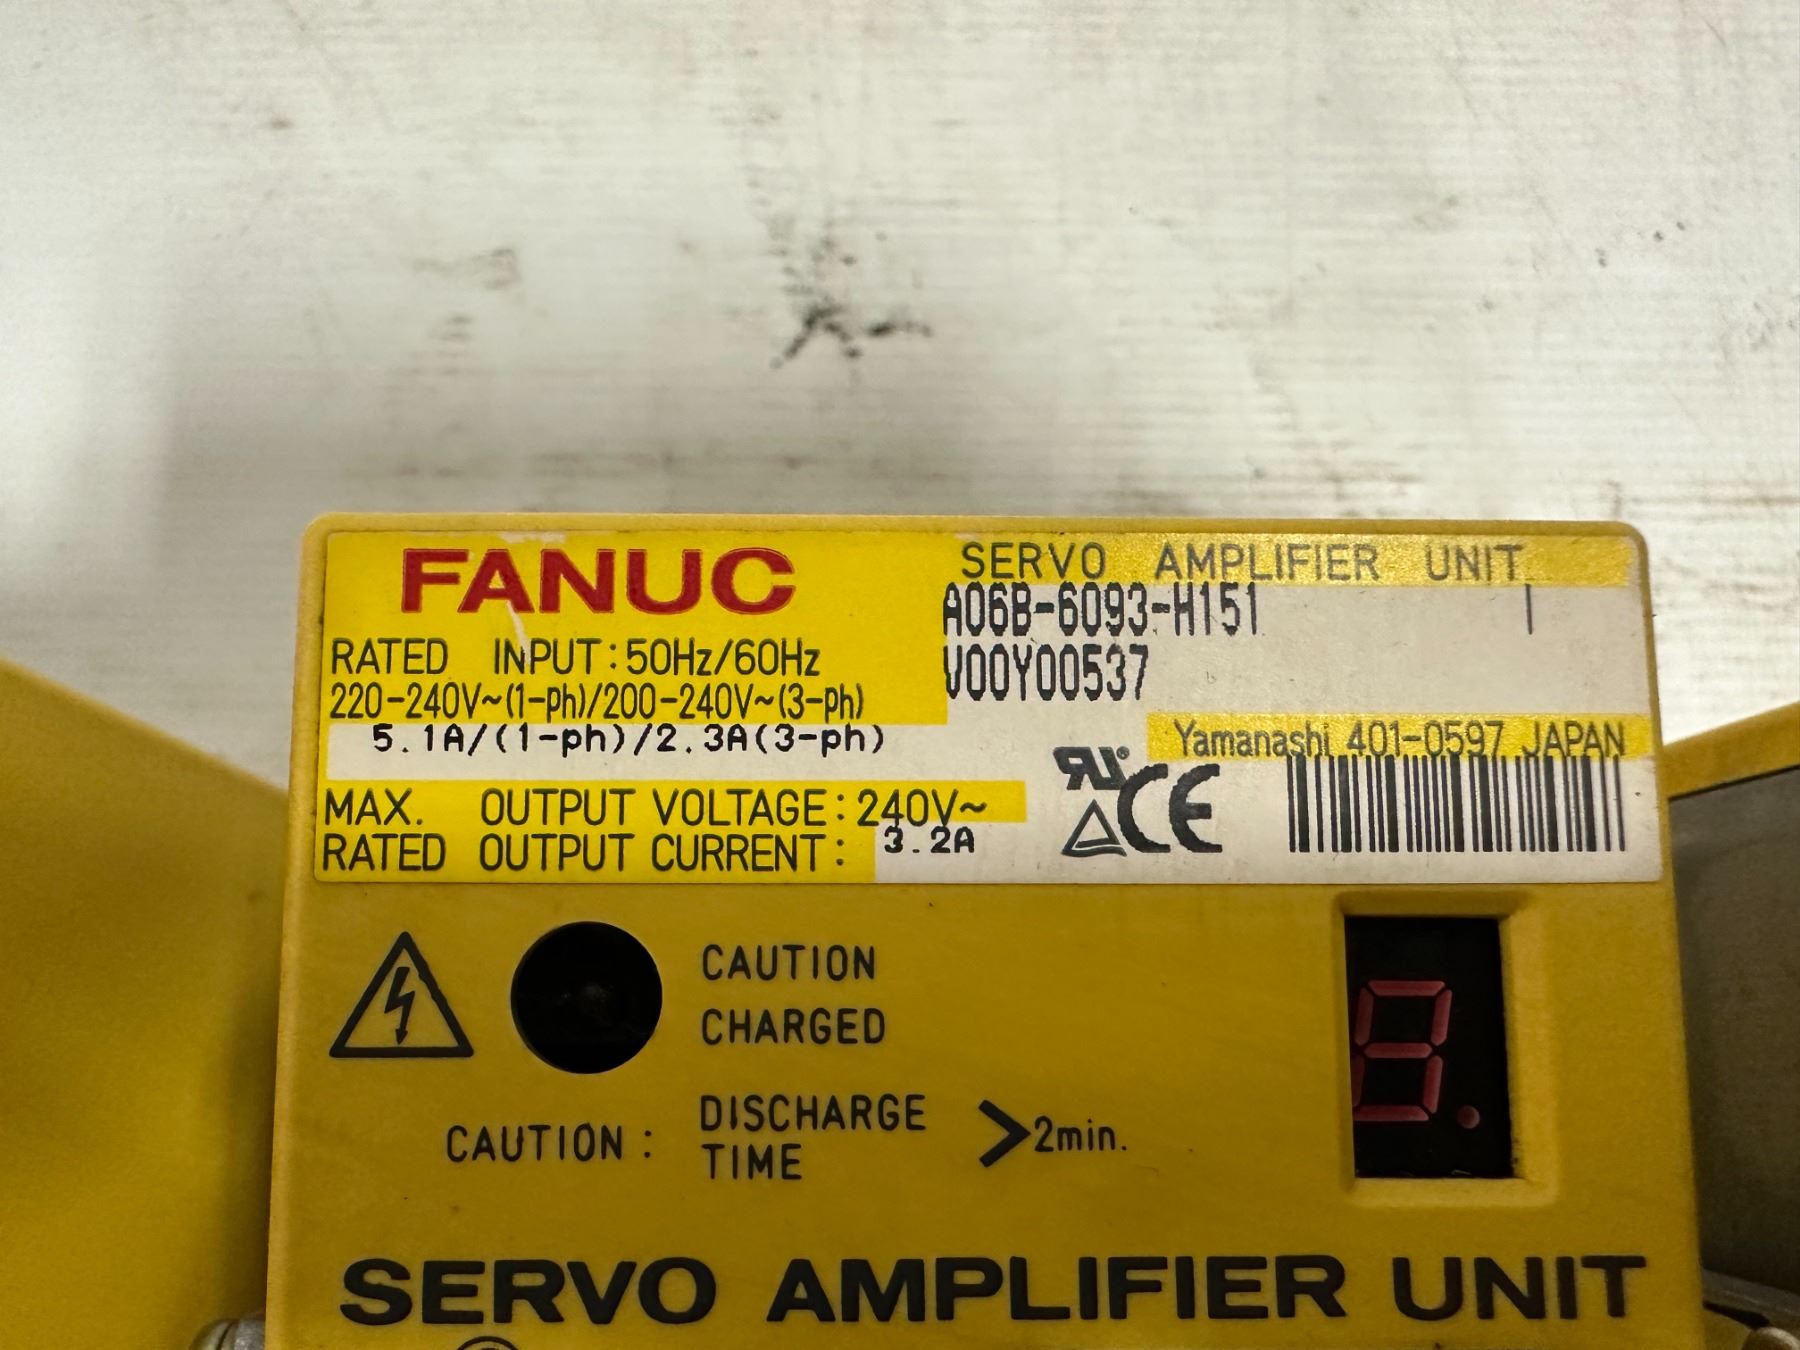 FANUC
SERVO AMPLIFIER UNIT
A06B-6093-H151 I
V00Y00537
RATED INPUT:50Hz/60Hz
220-240V~(1-ph)/200-240V~(3-ph)
5.1A/(1-ph)/2.3A(3-ph)
Yamanashi 401-0597 JAPAN
MAX. OUTPUT VOLTAGE:240V~
RATED OUTPUT CURRENT: 3.2A
CE
CAUTION
CHARGED
CAUTION: DISCHARGE TIME >2min.
8.
SERVO AMPLIFIER UNIT